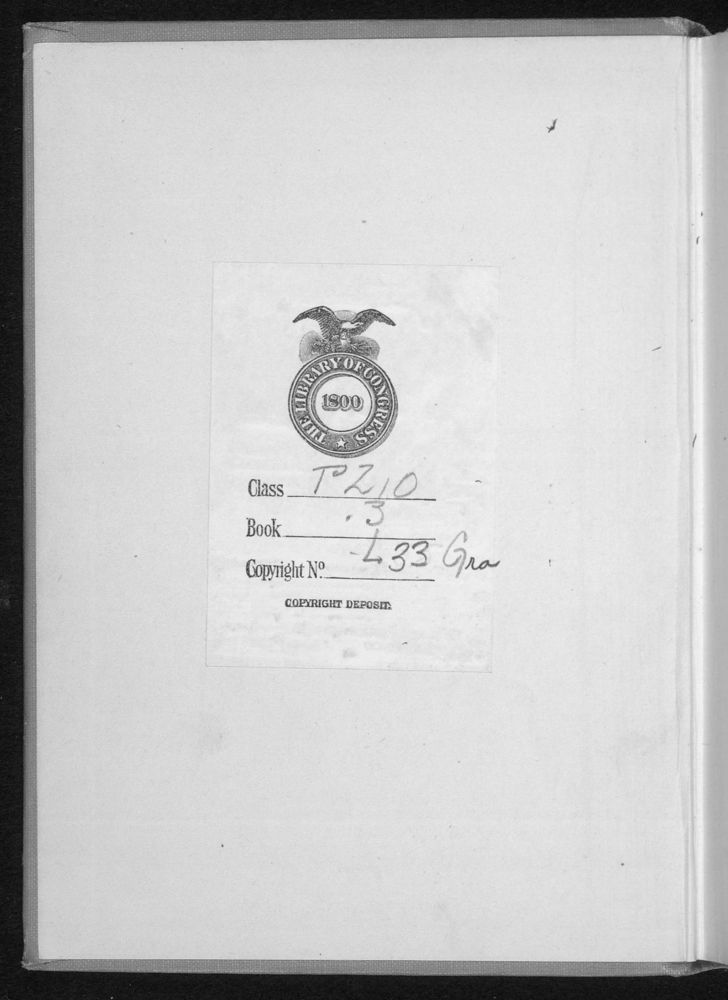 THE LIBRARY OF CONGRESS
1800
Class PZ10
Book .3
L33 Gra
Copyright No.
COPYRIGHT DEPOSIT.